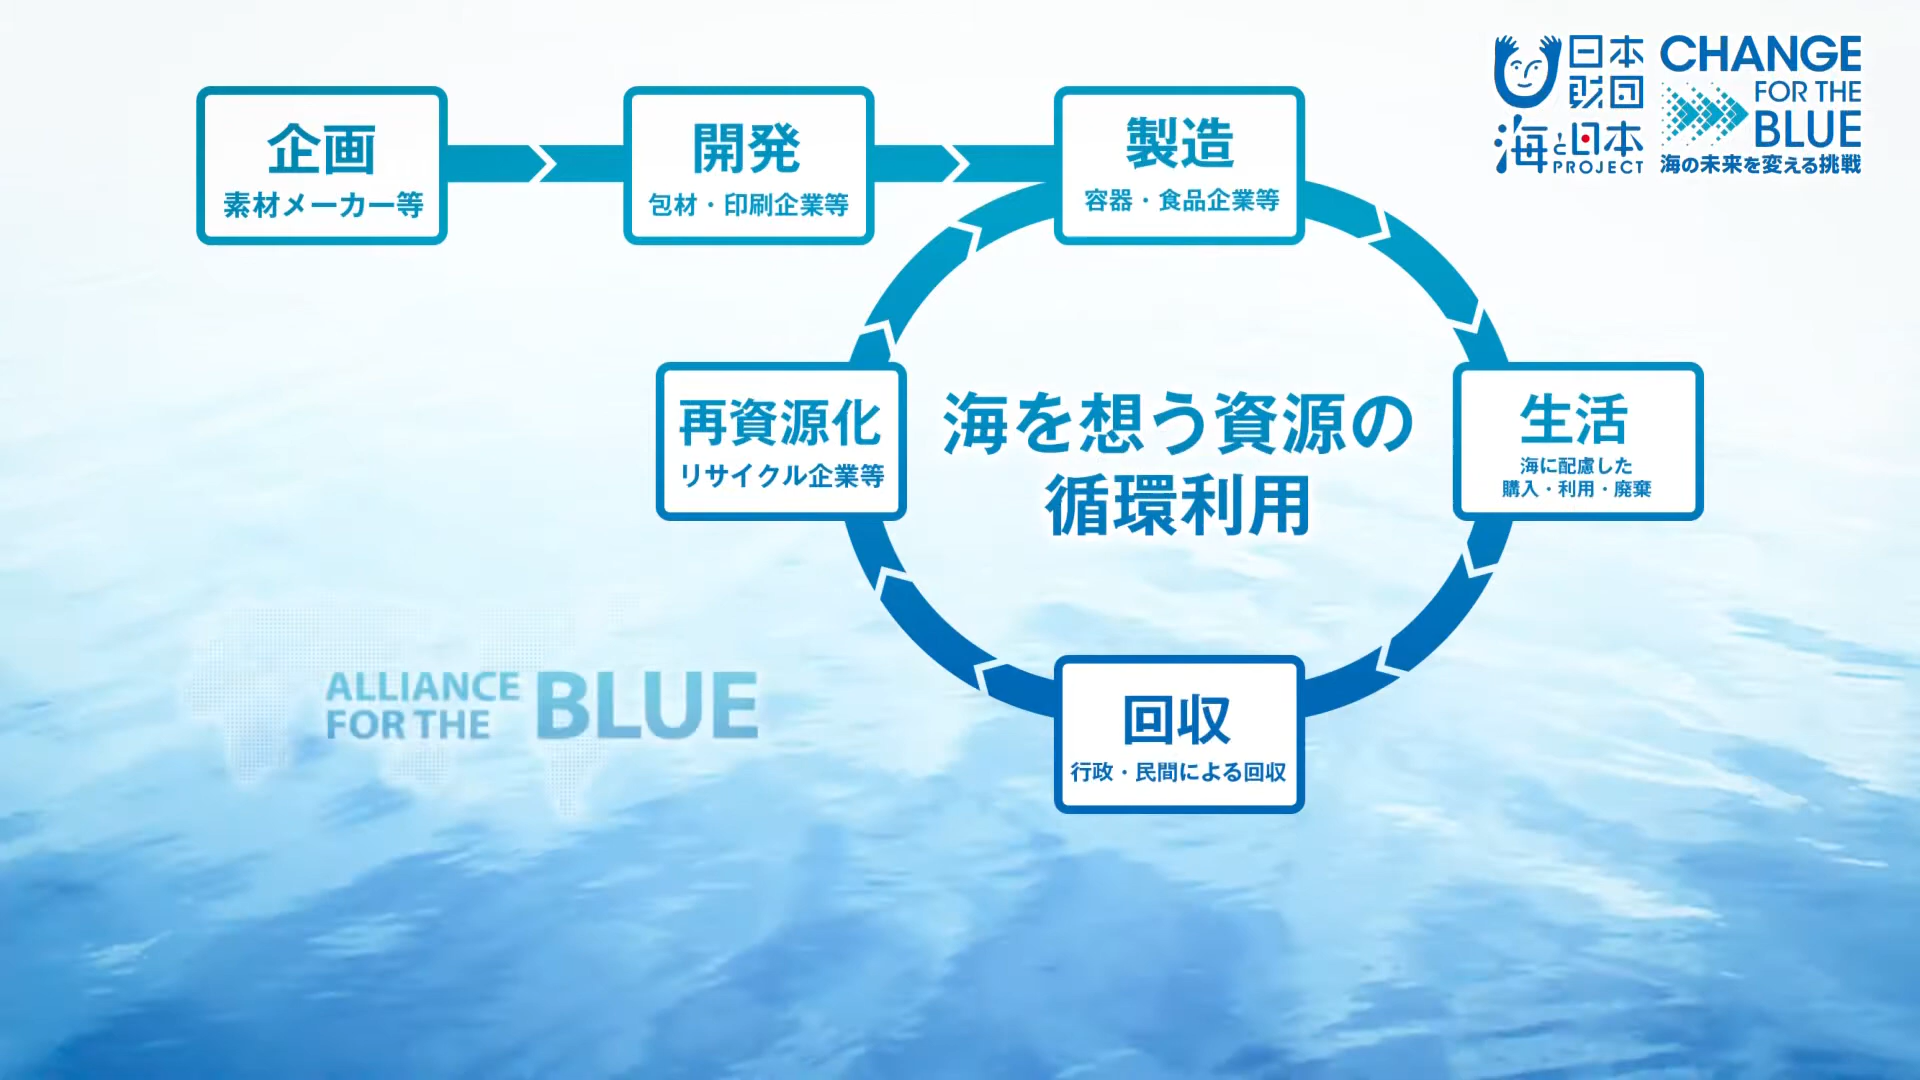 企画
素材メーカー等
開発
包材・印刷企業等
製造
容器・食品企業等
日本
財団
海と日本
PROJECT
CHANGE
FOR THE
BLUE
海の未来を変える挑戦
再資源化
リサイクル企業等
海を想う資源の
循環利用
生活
海に配慮した
購入・利用・廃棄
回収
行政・民間による回収
ALLIANCE
FOR THE
BLUE